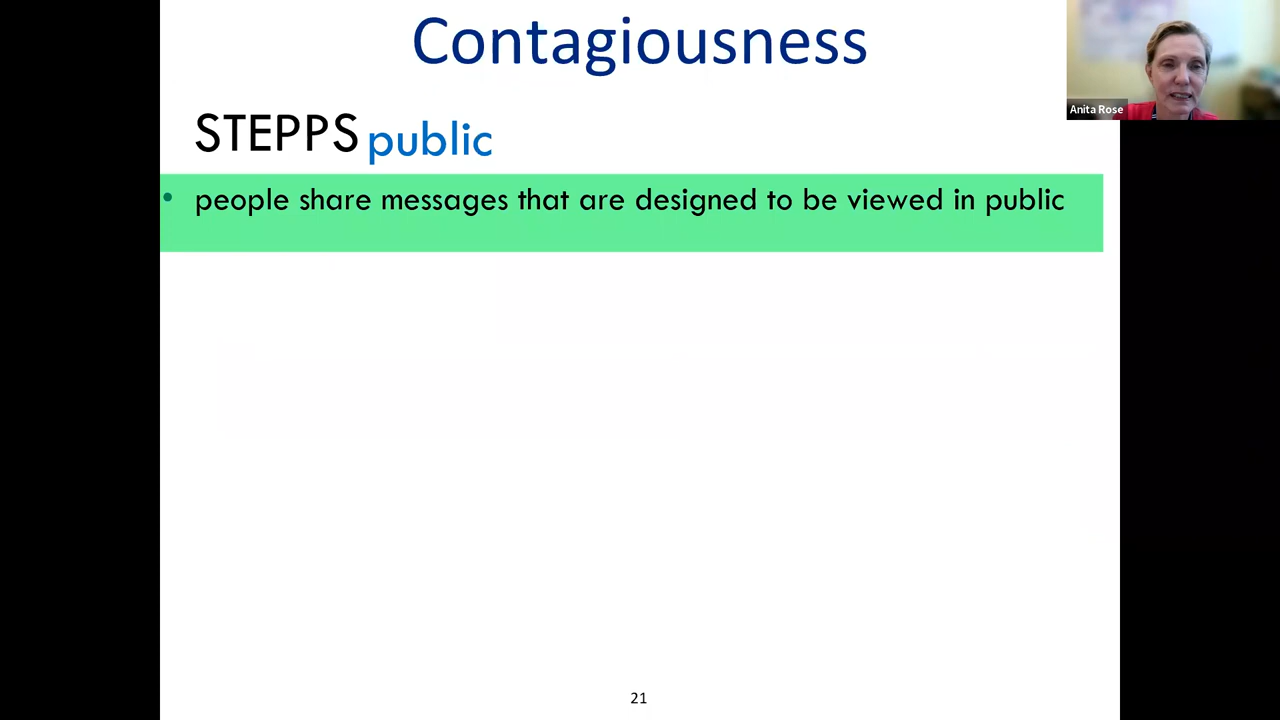 Contagiousness
Anita Rose
STEPPS public
• people share messages that are designed to be viewed in public
21